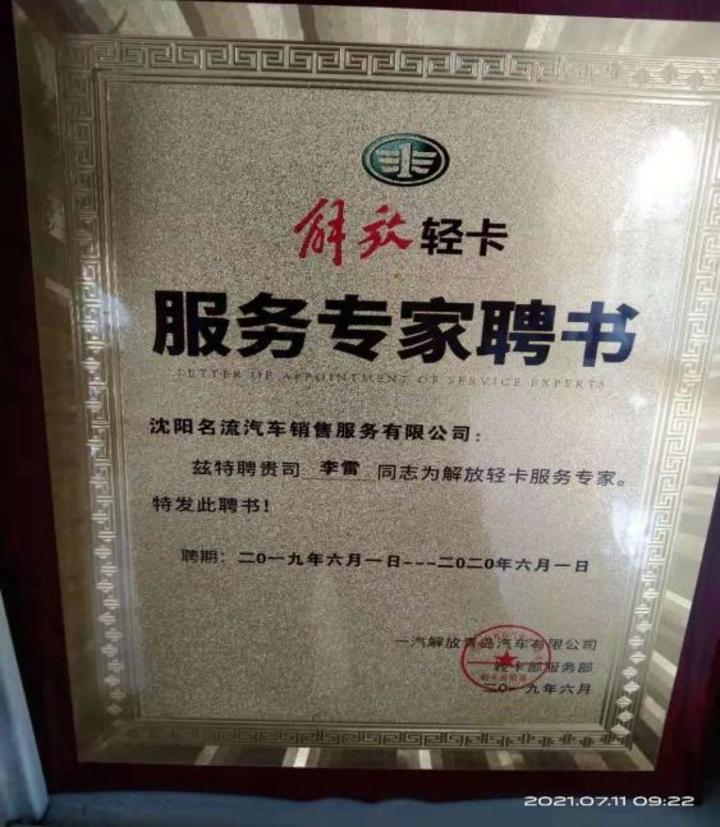 解放轻卡
服务专家聘书
LETTER OF APPOINTMENT OF SERVICE EXPERTS
沈阳名流汽车销售服务有限公司：
兹特聘贵司 李雷 同志为解放轻卡服务专家。
特发此聘书！
聘期：二〇一九年六月一日---二〇二〇年六月一日
一汽解放青岛汽车有限公司
轻卡部服务部
二〇一九年六月
2021.07.11 09:22